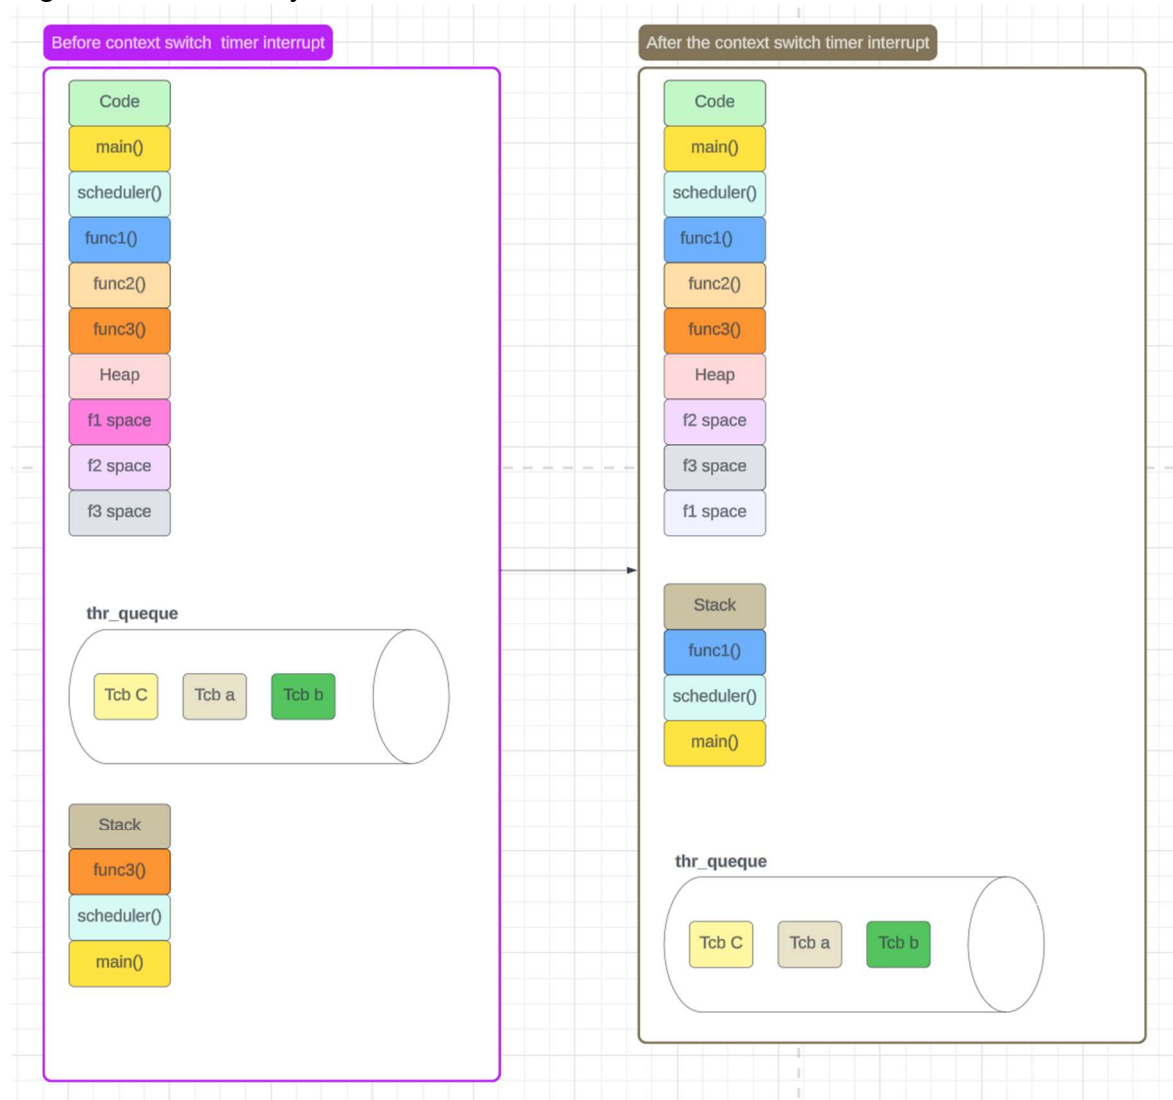 Before context switch timer interrupt
Code
main()
scheduler()
func1()
func2()
func3()
Heap
f1 space
f2 space
f3 space
thr_queque
Tcb C
Tcb a
Tcb b
Stack
func3()
scheduler()
main()
After the context switch timer interrupt
Code
main()
scheduler()
func1()
func2()
func3()
Heap
f2 space
f3 space
f1 space
Stack
func1()
scheduler()
main()
thr_queque
Tcb C
Tcb a
Tcb b